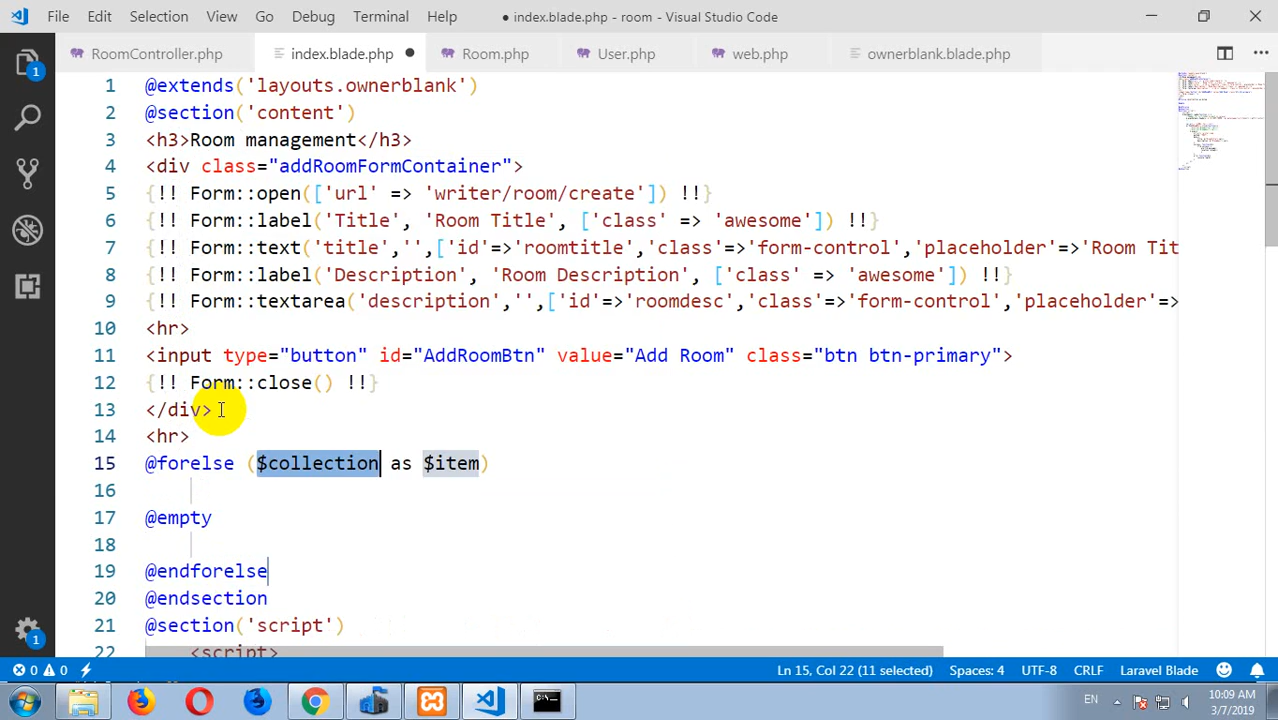 File Edit Selection View Go Debug Terminal Help
● index.blade.php - room - Visual Studio Code
RoomController.php index.blade.php ● Room.php User.php web.php ownerblank.blade.php
1 @extends('layouts.ownerblank')
2 @section('content')
3 <h3>Room management</h3>
4 <div class="addRoomFormContainer">
5 {!! Form::open(['url' => 'writer/room/create']) !!}
6 {!! Form::label('Title', 'Room Title', ['class' => 'awesome']) !!}
7 {!! Form::text('title','',['id'=>'roomtitle','class'=>'form-control','placeholder'=>'Room Tit
8 {!! Form::label('Description', 'Room Description', ['class' => 'awesome']) !!}
9 {!! Form::textarea('description','',['id'=>'roomdesc','class'=>'form-control','placeholder'=>
10 <hr>
11 <input type="button" id="AddRoomBtn" value="Add Room" class="btn btn-primary">
12 {!! Form::close() !!}
13 </div>
14 <hr>
15 @forelse ($collection as $item)
16
17 @empty
18
19 @endforelse
20 @endsection
21 @section('script')
22 <script>
1
1
0 0 Ln 15, Col 22 (11 selected) Spaces: 4 UTF-8 CRLF Laravel Blade
EN 10:09 AM
3/7/2019